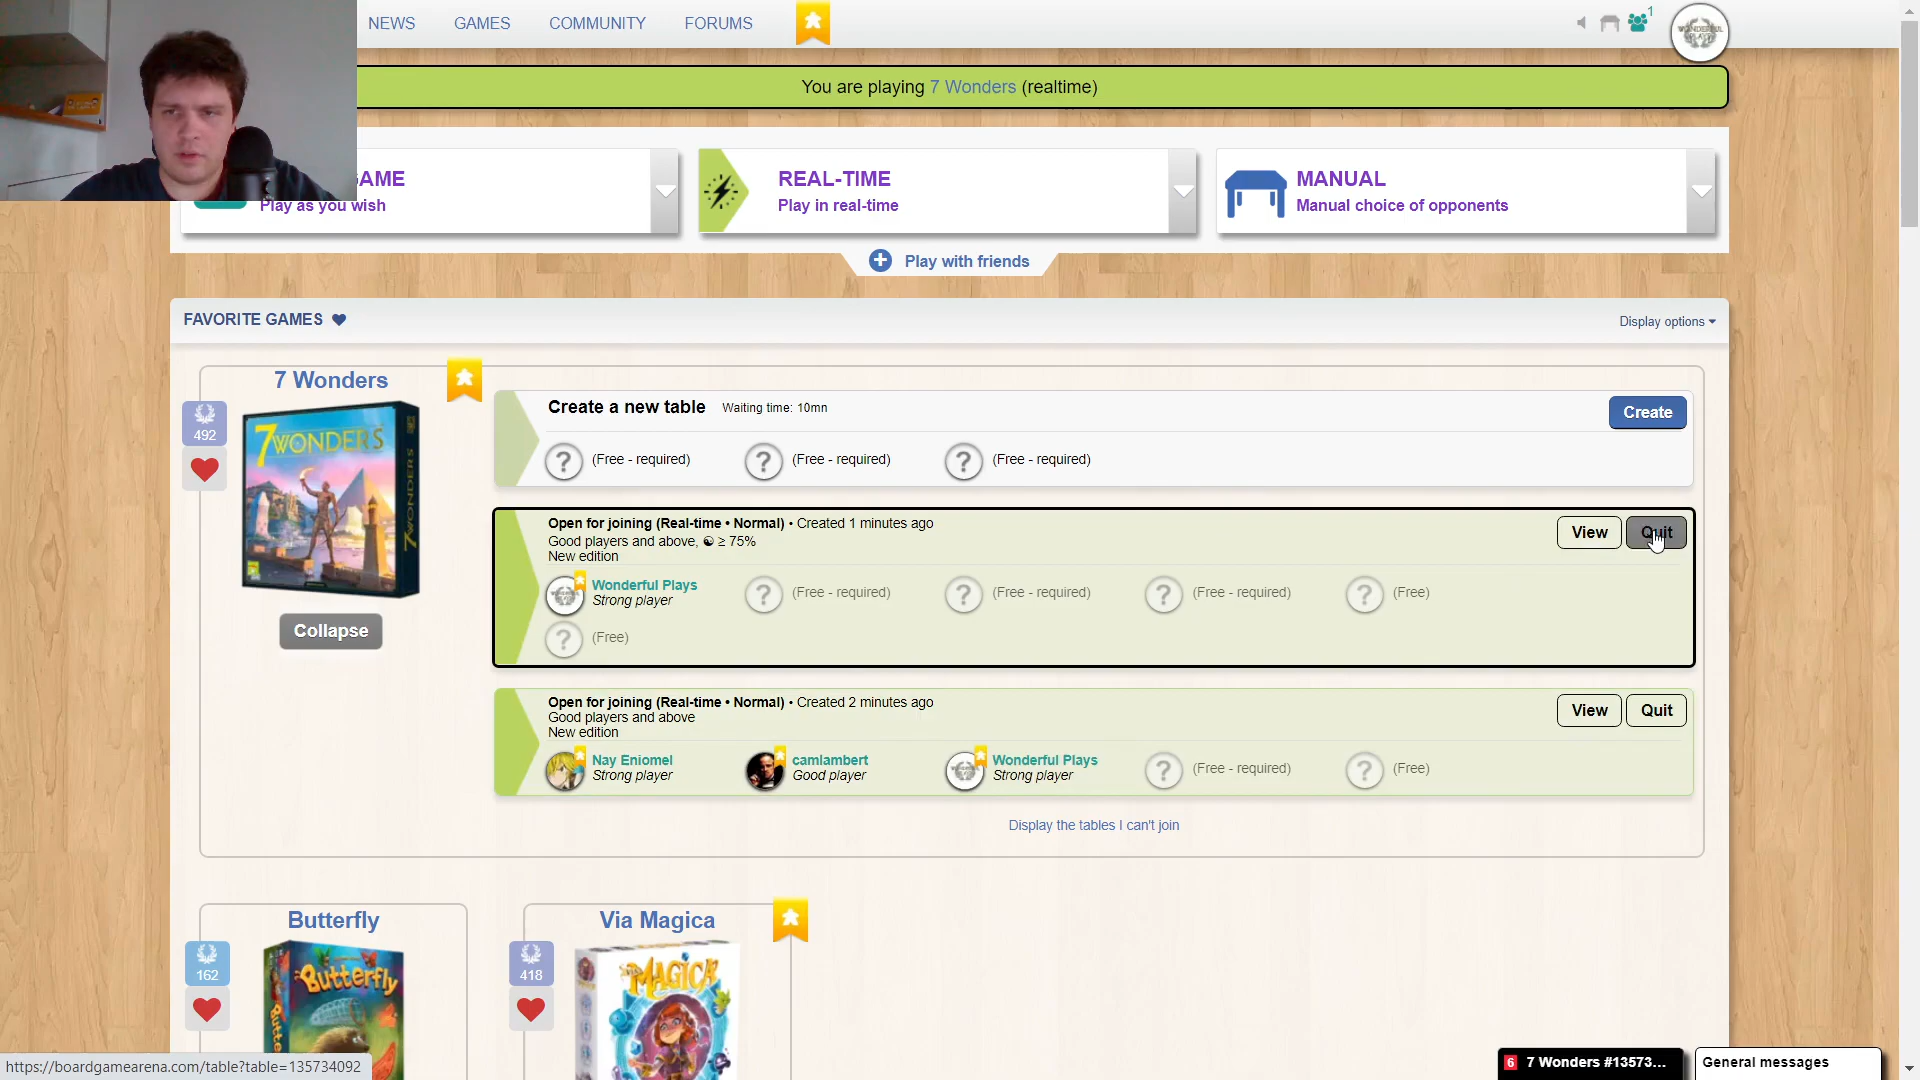 NEWS GAMES COMMUNITY FORUMS
1
You are playing 7 Wonders (realtime)
AME
Play as you wish
REAL-TIME
Play in real-time
MANUAL
Manual choice of opponents
Play with friends
FAVORITE GAMES
Display options
7 Wonders
492
7 WONDERS
7 WONDERS
Collapse
Create a new table Waiting time: 10mn
Create
? (Free - required) ? (Free - required) ? (Free - required)
Open for joining (Real-time • Normal) • Created 1 minutes ago
View Quit
Good players and above, ☯ ≥ 75%
New edition
Wonderful Plays
Strong player
? (Free - required) ? (Free - required) ? (Free - required) ? (Free)
? (Free)
Open for joining (Real-time • Normal) • Created 2 minutes ago
View Quit
Good players and above
New edition
Nay Eniomel
Strong player
camlambert
Good player
Wonderful Plays
Strong player
? (Free - required) ? (Free)
Display the tables I can't join
Butterfly
162
Butterfly
Via Magica
418
MAGICA
https://boardgamearena.com/table?table=135734092
6 7 Wonders #13573...
General messages